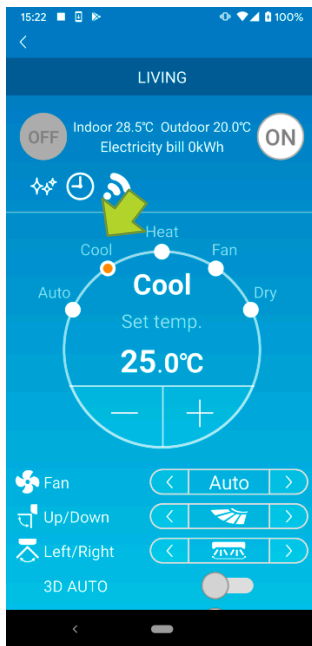 15:22 100%
LIVING
OFF Indoor 28.5℃ Outdoor 20.0℃ ON
Electricity bill 0kWh
Heat
Cool Fan
Auto Cool Dry
Set temp.
25.0℃
− +
Fan < Auto >
Up/Down < >
Left/Right < >
3D AUTO